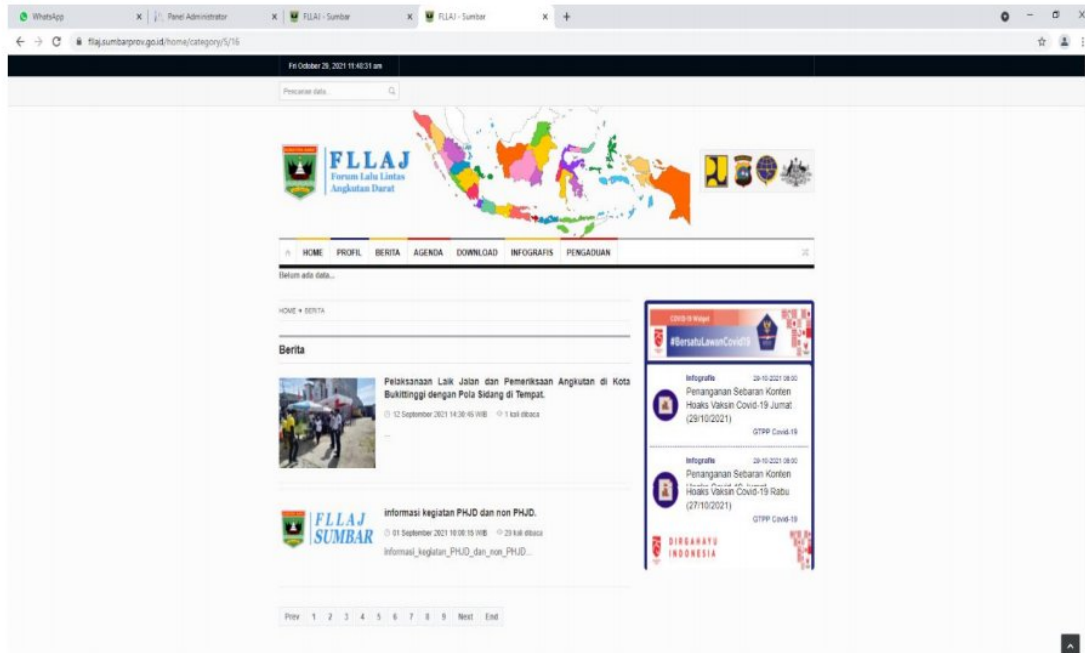 WhatsApp
Panel Administrator
FLLAJ - Sumbar
FLLAJ - Sumbar
fllaj.sumbarprov.go.id/home/category/5/16
Fri October 29, 2021 11:40:31 am
Pencarian data...
FLLAJ
Forum Lalu Lintas
Angkutan Darat
HOME PROFIL BERITA AGENDA DOWNLOAD INFOGRAFIS PENGADUAN
Belum ada data...
HOME BERITA
Berita
Pelaksanaan Laik Jalan dan Pemeriksaan Angkutan di Kota
Bukittinggi dengan Pola Sidang di Tempat.
12 September 2021 14:30:45 WIB 1 kali dibaca
...
FLLAJ
SUMBAR
informasi kegiatan PHJD dan non PHJD.
01 September 2021 10:08:15 WIB 23 kali dibaca
Informasi_kegiatan_PHJD_dan_non_PHJD...
Prev 1 2 3 4 5 6 7 8 9 Next End
COVID-19 Widget
#BersatuLawanCovid19
Infografis 29-10-2021 08:00
Penanganan Sebaran Konten
Hoaks Vaksin Covid-19 Jumat
(29/10/2021)
GTPP Covid-19
Infografis 29-10-2021 08:00
Penanganan Sebaran Konten
Hoaks Vaksin Covid-19 Rabu
(27/10/2021)
GTPP Covid-19
DIRGAHAYU
INDONESIA